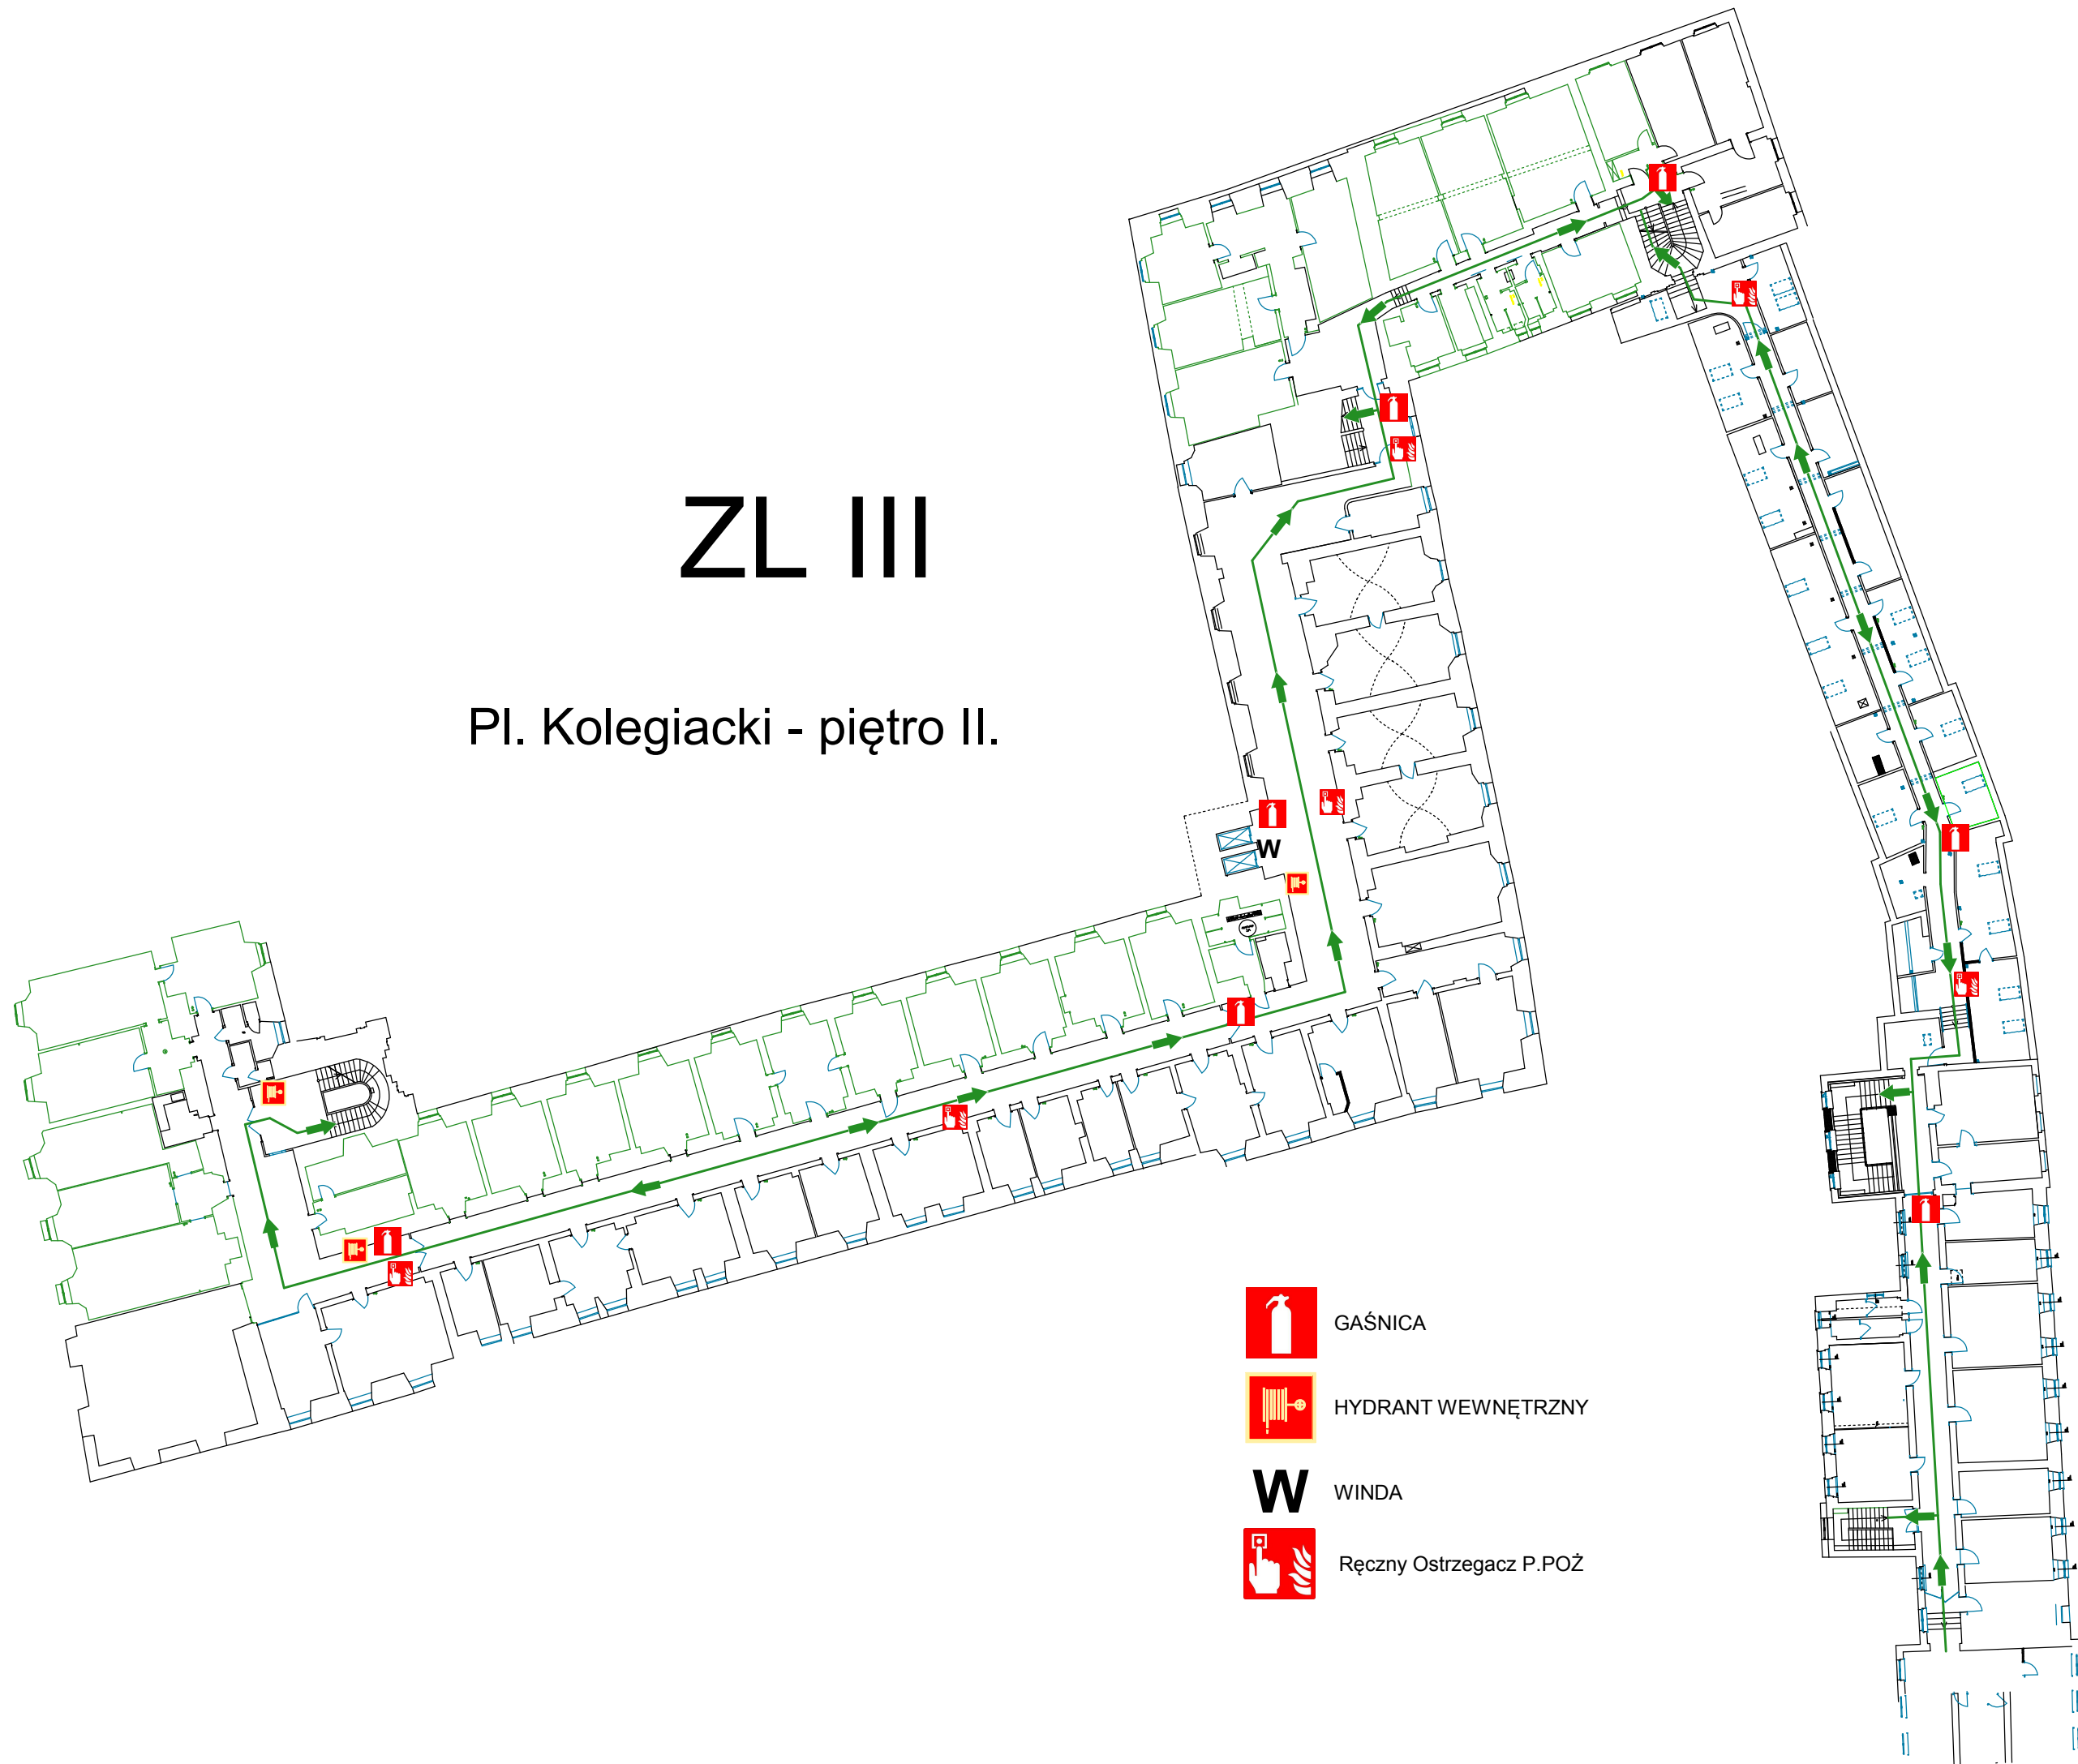 ZL III
Pl. Kolegiacki - piętro II.
W
GAŚNICA
HYDRANT WEWNĘTRZNY
W WINDA
Ręczny Ostrzegacz P.POŻ